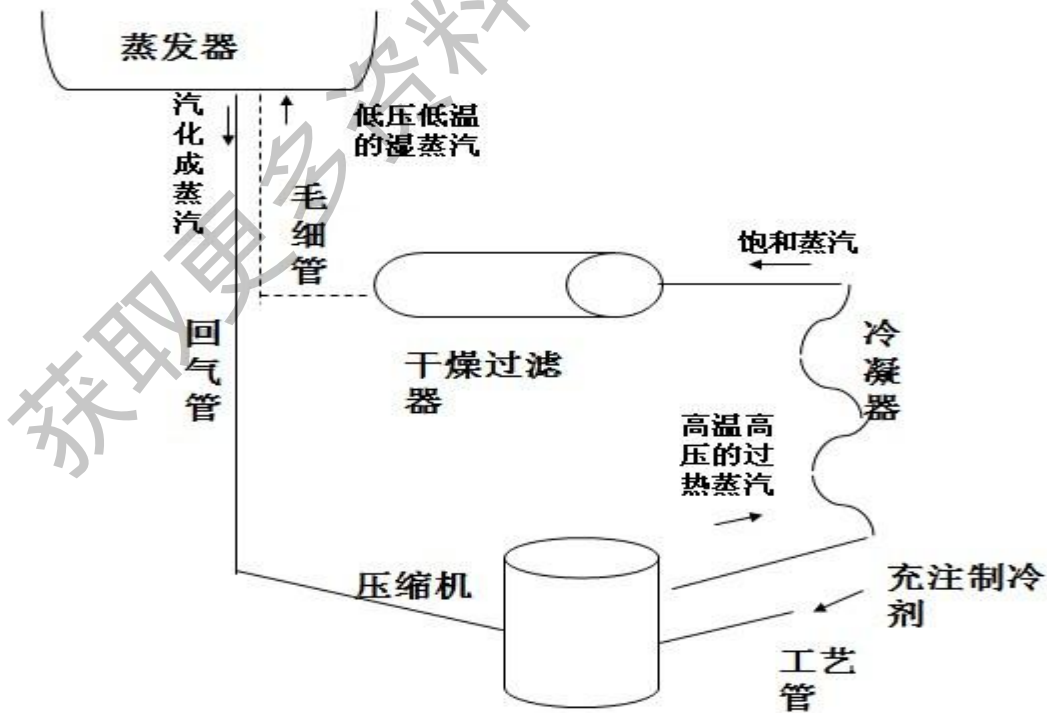 蒸发器
汽化成蒸汽
低压低温
的湿蒸汽
毛细管
饱和蒸汽
回气管
干燥过滤
器
冷凝器
高温高
压的过
热蒸汽
压缩机
充注制冷
剂
工艺
管
获取更多资料